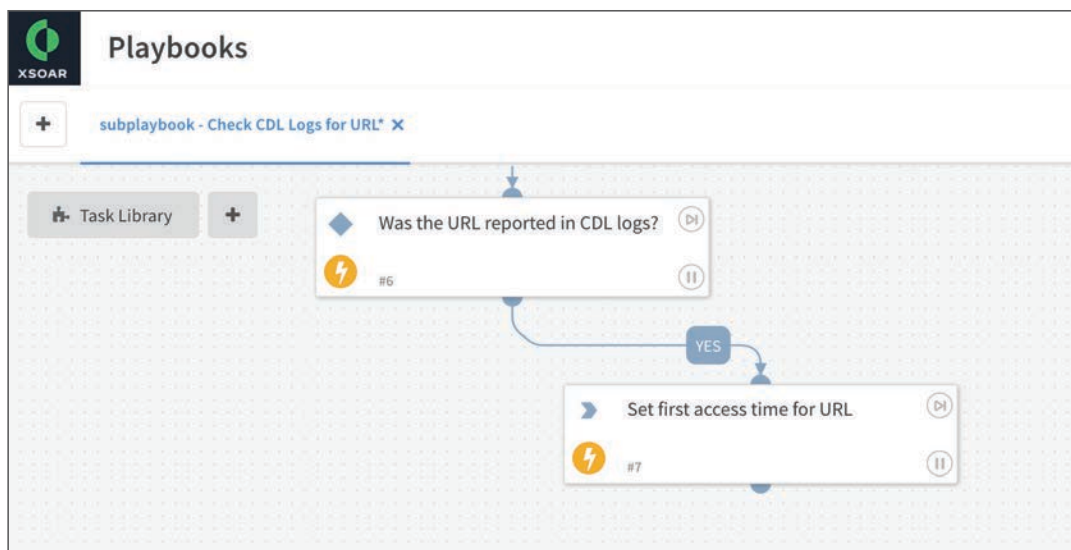 XSOAR
Playbooks
+
subplaybook - Check CDL Logs for URL* ×
Task Library
+
Was the URL reported in CDL logs?
#6
YES
Set first access time for URL
#7